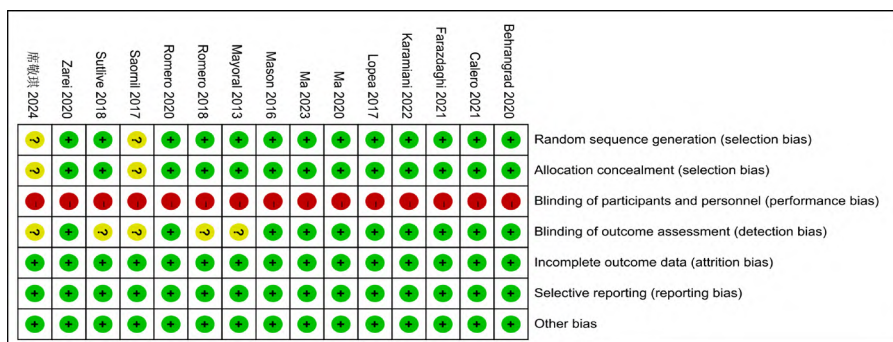 席敬琪 2024
Zarei 2020
Sutlive 2018
Saornil 2017
Romero 2020
Romero 2018
Mayoral 2013
Mason 2016
Ma 2023
Ma 2020
Lopea 2017
Karamiani 2022
Farazdaghi 2021
Calero 2021
Behrangrad 2020
? + + ? + + + + + + + + + + + Random sequence generation (selection bias)
? + + ? + + + + + + + + + + + Allocation concealment (selection bias)
- - - - - - - - - - - - - - - Blinding of participants and personnel (performance bias)
? + ? ? + ? ? + + + + + + + + Blinding of outcome assessment (detection bias)
+ + + + + + + + + + + + + + + Incomplete outcome data (attrition bias)
+ + + + + + + + + + + + + + + Selective reporting (reporting bias)
+ + + + + + + + + + + + + + + Other bias